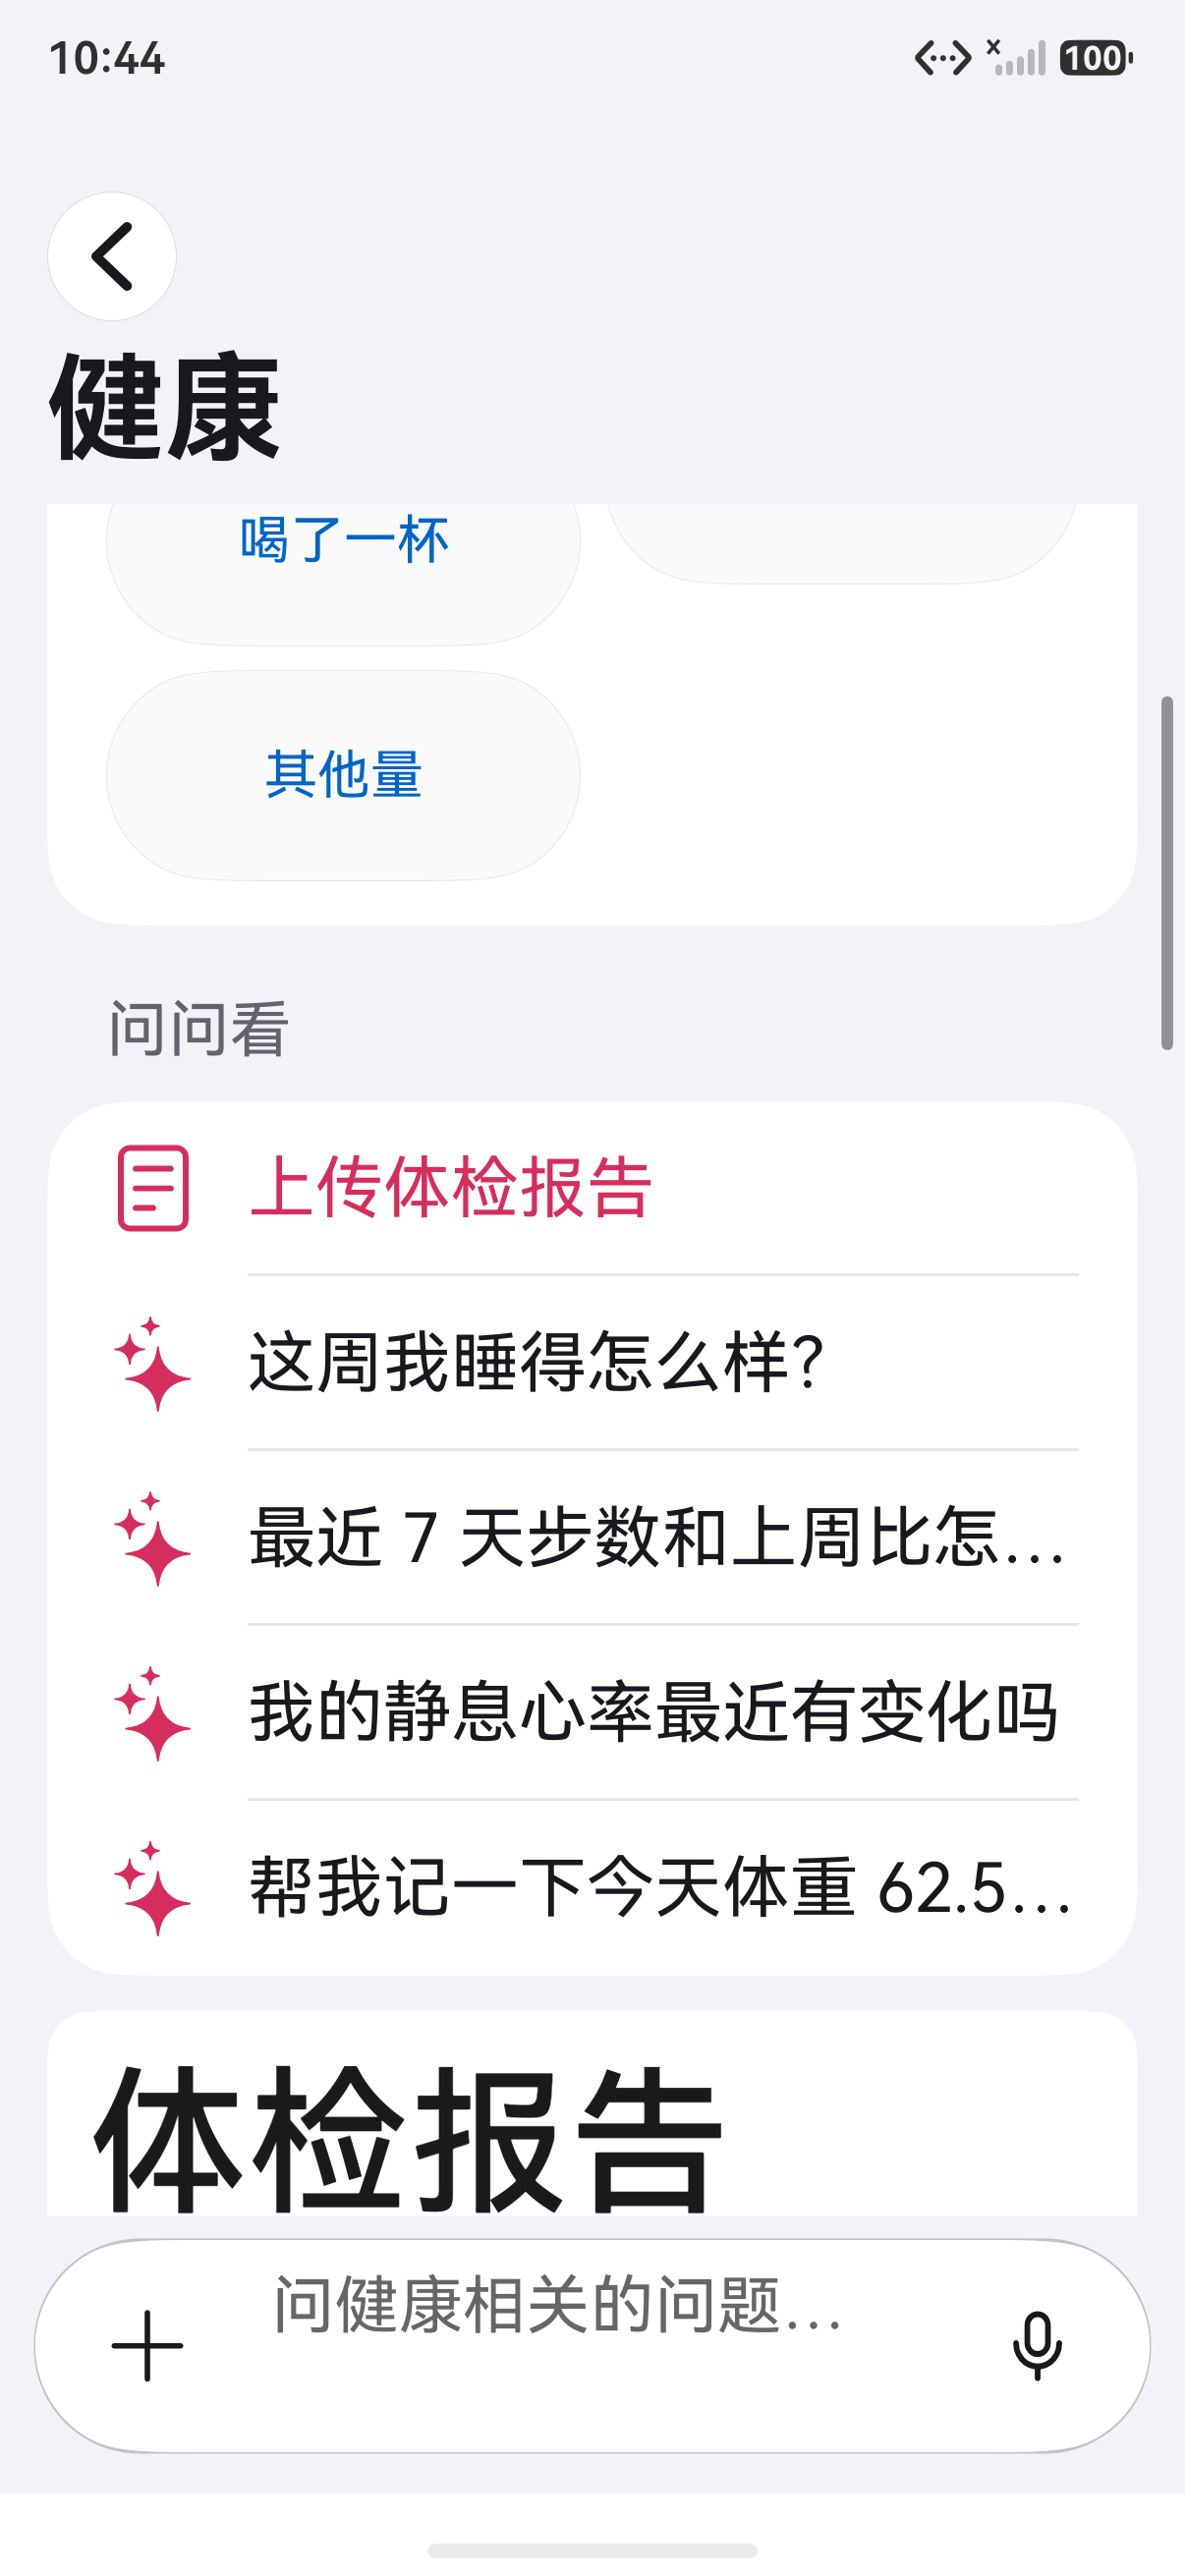 10:44
100
健康
喝了一杯
其他量
问问看
上传体检报告
这周我睡得怎么样？
最近 7 天步数和上周比怎…
我的静息心率最近有变化吗
帮我记一下今天体重 62.5…
体检报告
问健康相关的问题…